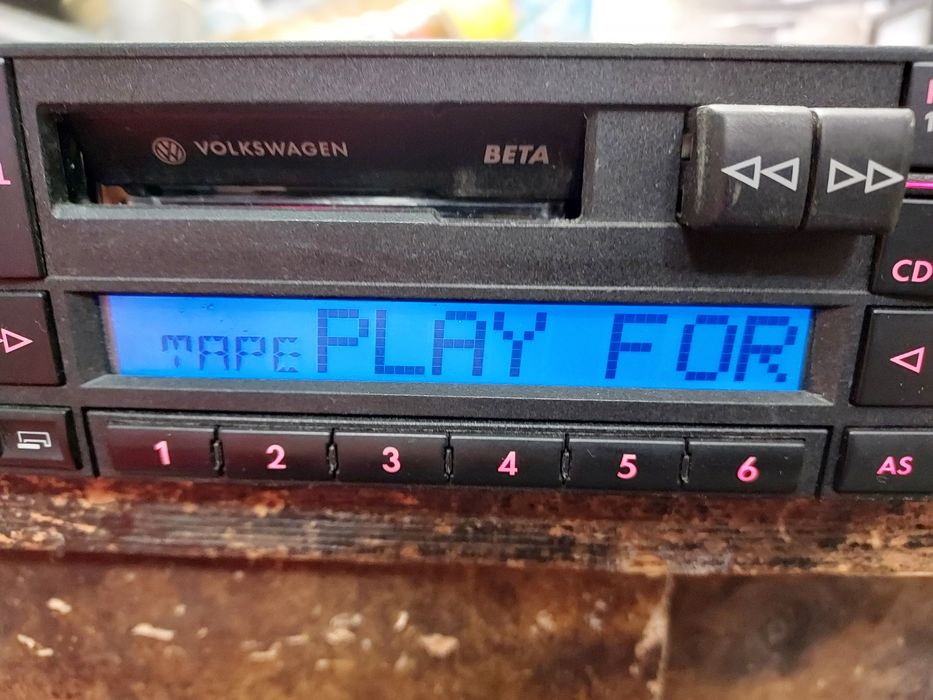 VOLKSWAGEN BETA
CD
TAPE PLAY FOR
1 2 3 4 5 6 AS